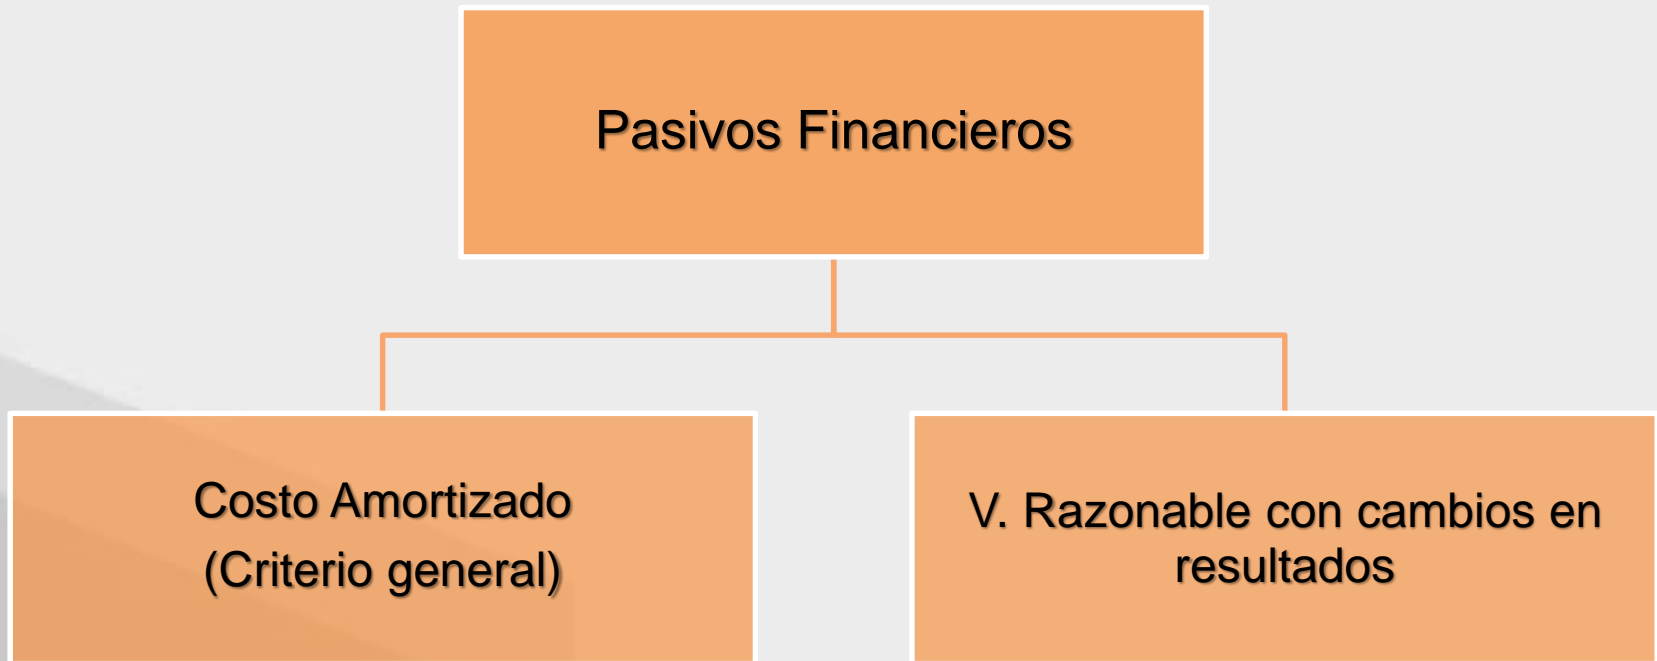 Pasivos Financieros
Costo Amortizado
(Criterio general)
V. Razonable con cambios en
resultados